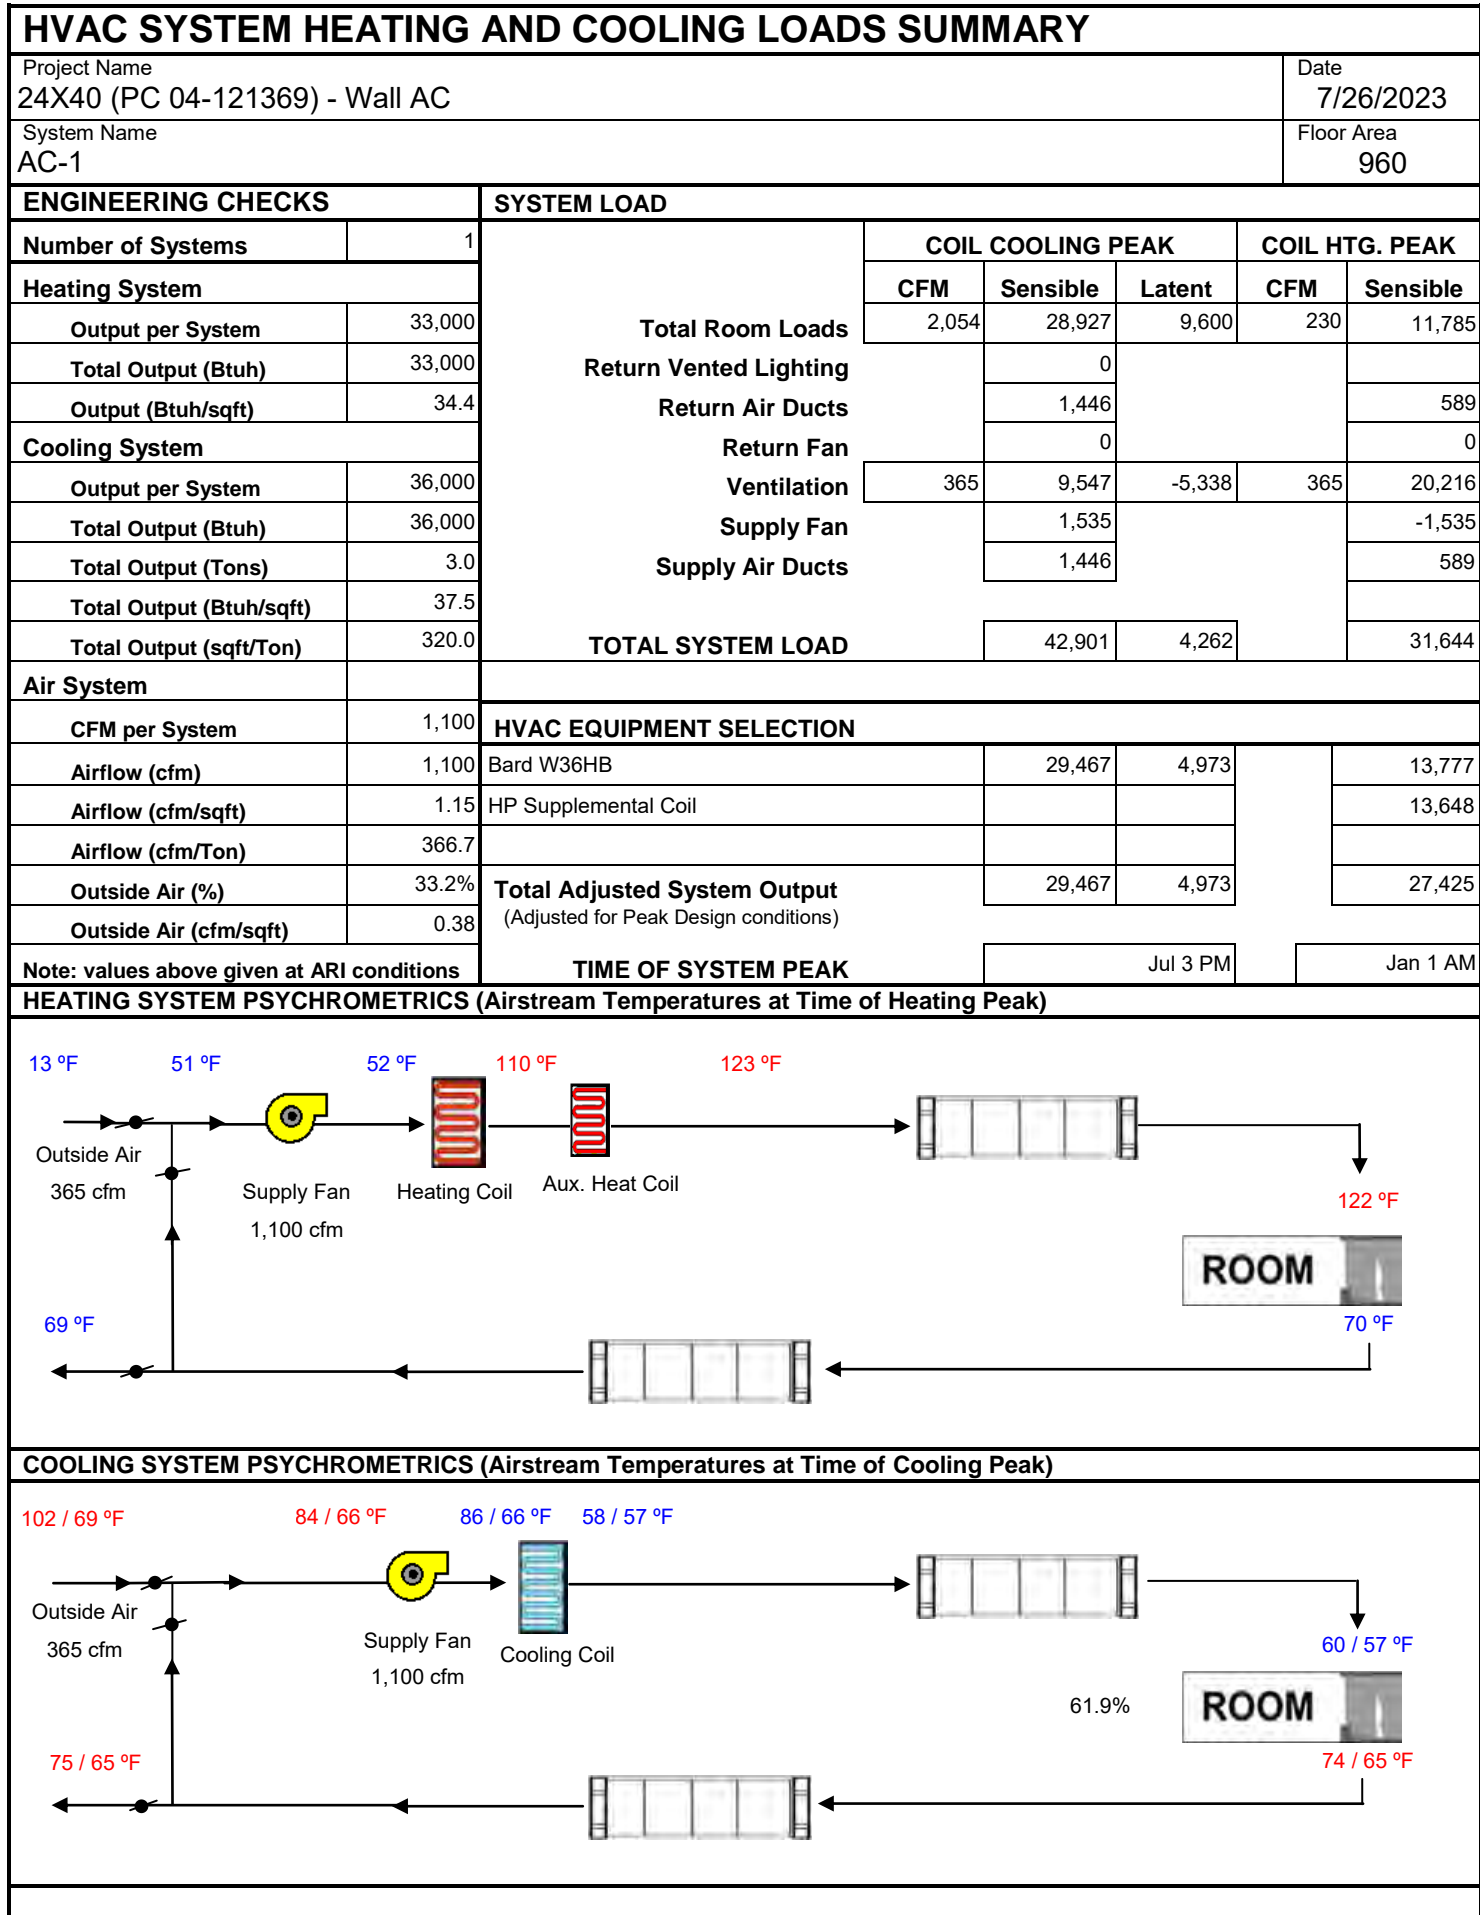 HVAC SYSTEM HEATING AND COOLING LOADS SUMMARY
Project Name
24X40 (PC 04-121369) - Wall AC
Date
7/26/2023
System Name
AC-1
Floor Area
960
ENGINEERING CHECKS
SYSTEM LOAD
Number of Systems 1
COIL COOLING PEAK COIL HTG. PEAK
Heating System
CFM Sensible Latent CFM Sensible
Output per System 33,000
Total Room Loads 2,054 28,927 9,600 230 11,785
Total Output (Btuh) 33,000
Return Vented Lighting 0
Output (Btuh/sqft) 34.4
Return Air Ducts 1,446 589
Cooling System
Return Fan 0 0
Output per System 36,000
Ventilation 365 9,547 -5,338 365 20,216
Total Output (Btuh) 36,000
Supply Fan 1,535 -1,535
Total Output (Tons) 3.0
Supply Air Ducts 1,446 589
Total Output (Btuh/sqft) 37.5
Total Output (sqft/Ton) 320.0
TOTAL SYSTEM LOAD 42,901 4,262 31,644
Air System
CFM per System 1,100
HVAC EQUIPMENT SELECTION
Airflow (cfm) 1,100
Bard W36HB 29,467 4,973 13,777
Airflow (cfm/sqft) 1.15
HP Supplemental Coil 13,648
Airflow (cfm/Ton) 366.7
Outside Air (%) 33.2%
Total Adjusted System Output 29,467 4,973 27,425
(Adjusted for Peak Design conditions)
Outside Air (cfm/sqft) 0.38
Note: values above given at ARI conditions
TIME OF SYSTEM PEAK Jul 3 PM Jan 1 AM
HEATING SYSTEM PSYCHROMETRICS (Airstream Temperatures at Time of Heating Peak)
13 ºF 51 ºF 52 ºF 110 ºF 123 ºF
Outside Air
365 cfm
Supply Fan
1,100 cfm
Heating Coil
Aux. Heat Coil
122 ºF
ROOM
69 ºF
70 ºF
COOLING SYSTEM PSYCHROMETRICS (Airstream Temperatures at Time of Cooling Peak)
102 / 69 ºF 84 / 66 ºF 86 / 66 ºF 58 / 57 ºF
Outside Air
365 cfm
Supply Fan
1,100 cfm
Cooling Coil
60 / 57 ºF
61.9%
ROOM
75 / 65 ºF
74 / 65 ºF